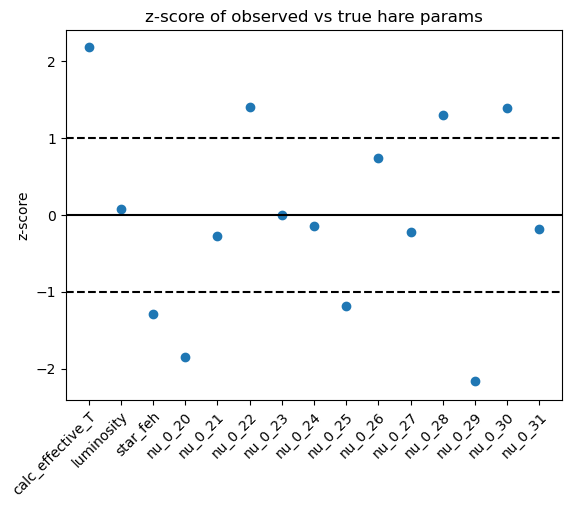 z-score of observed vs true hare params
z-score
2
1
0
−1
−2
calc_effective_T
luminosity
star_feh
nu_0_20
nu_0_21
nu_0_22
nu_0_23
nu_0_24
nu_0_25
nu_0_26
nu_0_27
nu_0_28
nu_0_29
nu_0_30
nu_0_31